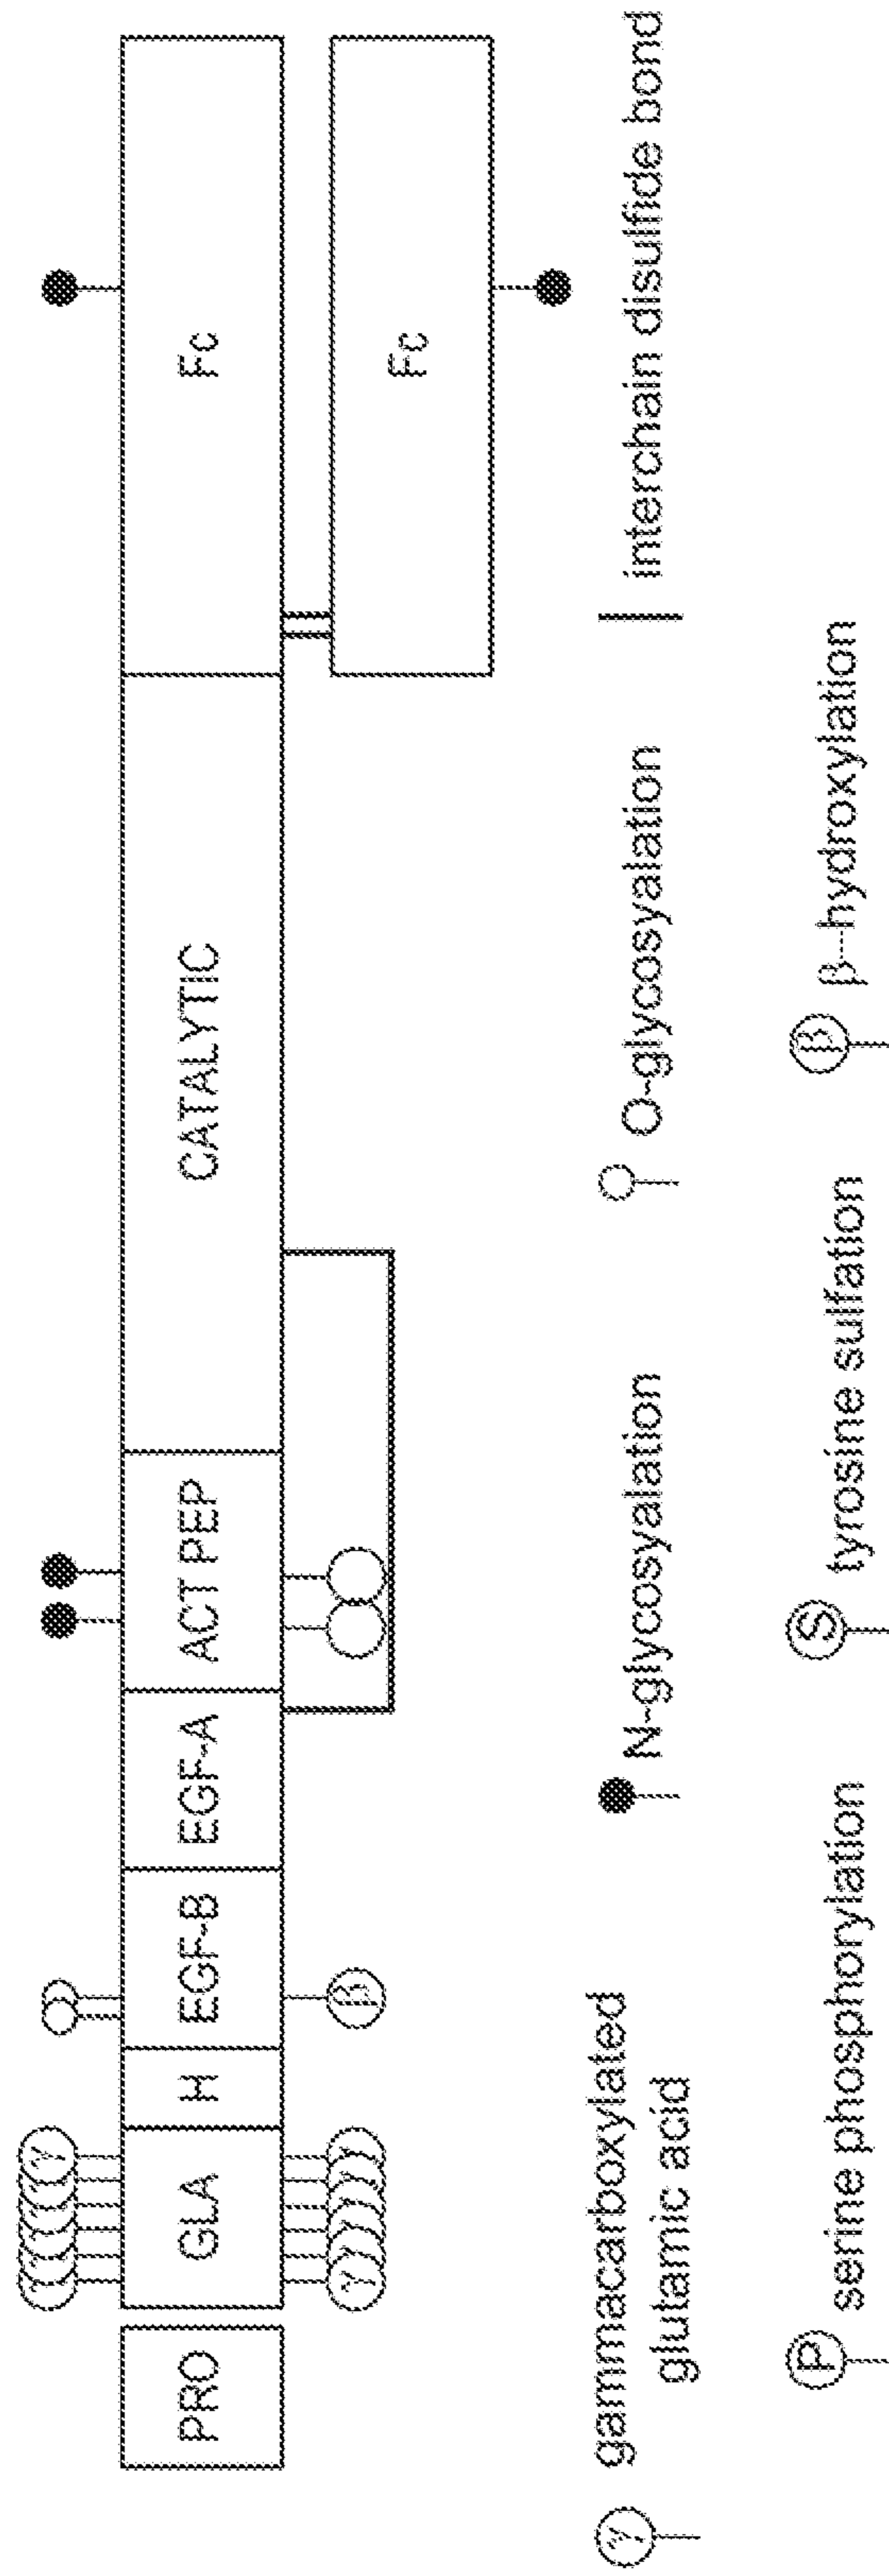 γ γ γ γ γ γ
PRO GLA H EGF-B EGF-A ACT PEP CATALYTIC Fc
γ γ γ γ γ γ β
Fc
γ gammacarboxylated
glutamic acid
N-glycosyalation
O-glycosyalation
interchain disulfide bond
P serine phosphorylation
S tyrosine sulfation
β β-hydroxylation